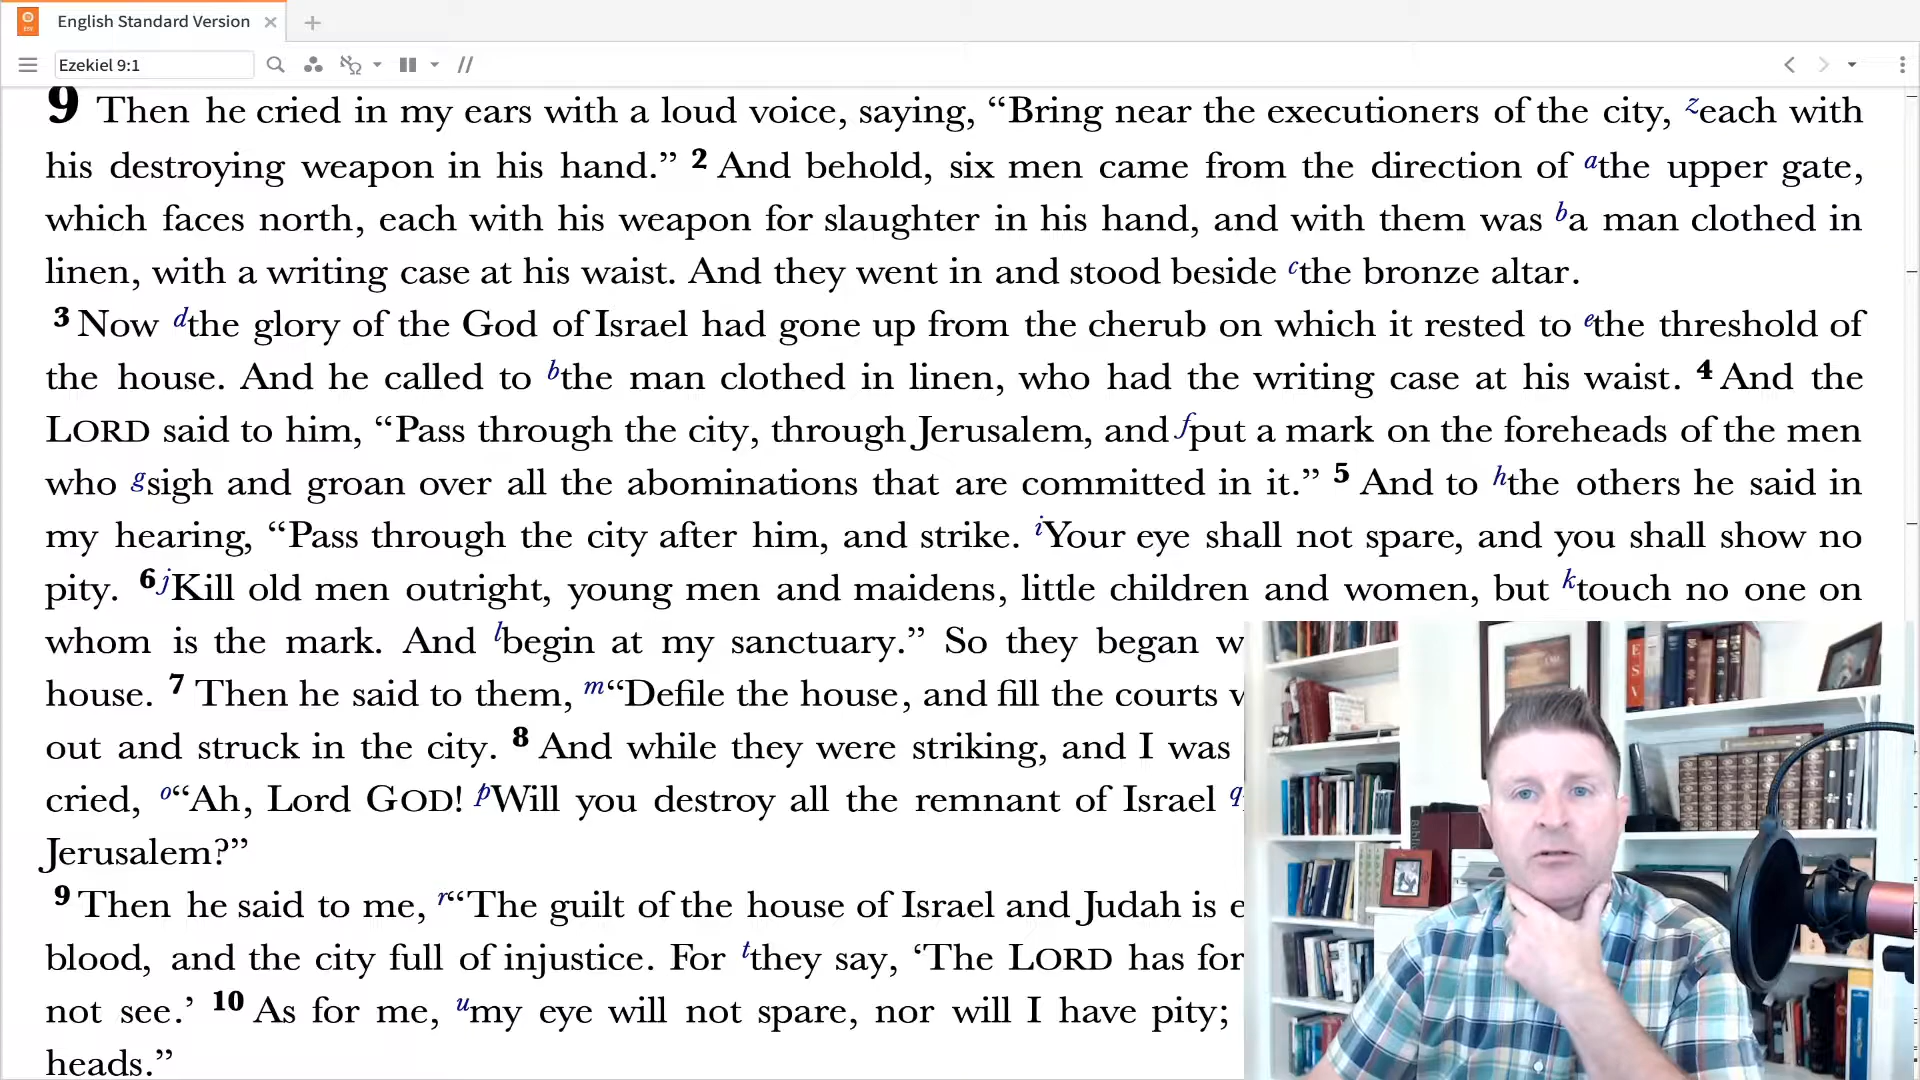 English Standard Version
Ezekiel 9:1
9 Then he cried in my ears with a loud voice, saying, “Bring near the executioners of the city, zeach with
his destroying weapon in his hand.” 2 And behold, six men came from the direction of athe upper gate,
which faces north, each with his weapon for slaughter in his hand, and with them was ba man clothed in
linen, with a writing case at his waist. And they went in and stood beside cthe bronze altar.
3 Now dthe glory of the God of Israel had gone up from the cherub on which it rested to ethe threshold of
the house. And he called to bthe man clothed in linen, who had the writing case at his waist. 4 And the
LORD said to him, “Pass through the city, through Jerusalem, and fput a mark on the foreheads of the men
who gsigh and groan over all the abominations that are committed in it.” 5 And to hthe others he said in
my hearing, “Pass through the city after him, and strike. iYour eye shall not spare, and you shall show no
pity. 6 jKill old men outright, young men and maidens, little children and women, but ktouch no one on
whom is the mark. And lbegin at my sanctuary.” So they began w
house. 7 Then he said to them, m“Defile the house, and fill the courts
out and struck in the city. 8 And while they were striking, and I was
cried, o“Ah, Lord GOD! pWill you destroy all the remnant of Israel q
Jerusalem?”
9 Then he said to me, r“The guilt of the house of Israel and Judah is e
blood, and the city full of injustice. For tthey say, ‘The LORD has for
not see.’ 10 As for me, umy eye will not spare, nor will I have pity;
heads.”
ESV